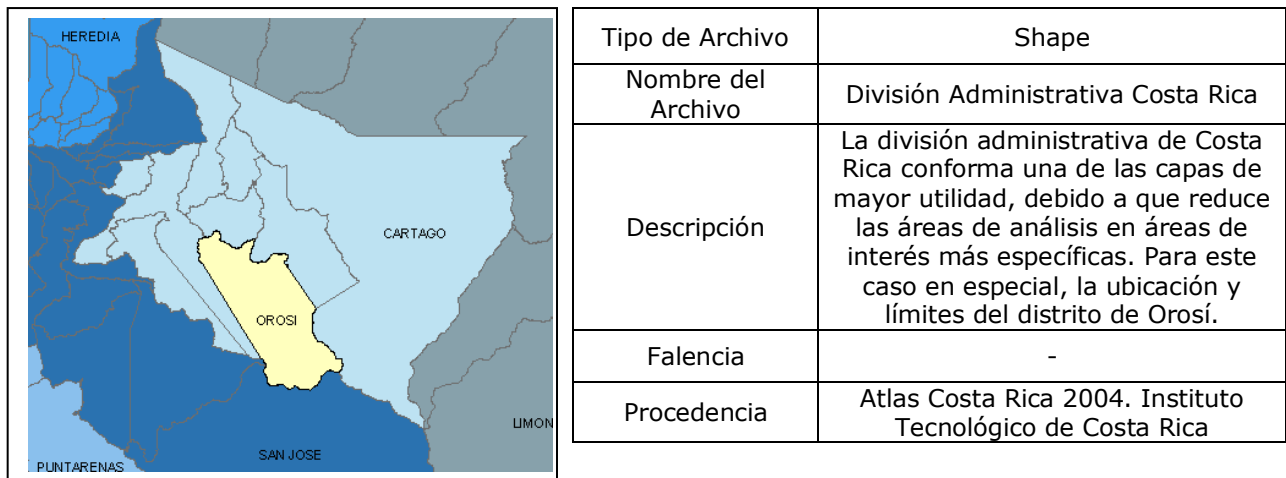 HEREDIA
CARTAGO
OROSI
LIMON
SAN JOSE
PUNTARENAS
Tipo de Archivo
Shape
Nombre del
Archivo
División Administrativa Costa Rica
Descripción
La división administrativa de Costa
Rica conforma una de las capas de
mayor utilidad, debido a que reduce
las áreas de análisis en áreas de
interés más específicas. Para este
caso en especial, la ubicación y
límites del distrito de Orosí.
Falencia
-
Procedencia
Atlas Costa Rica 2004. Instituto
Tecnológico de Costa Rica